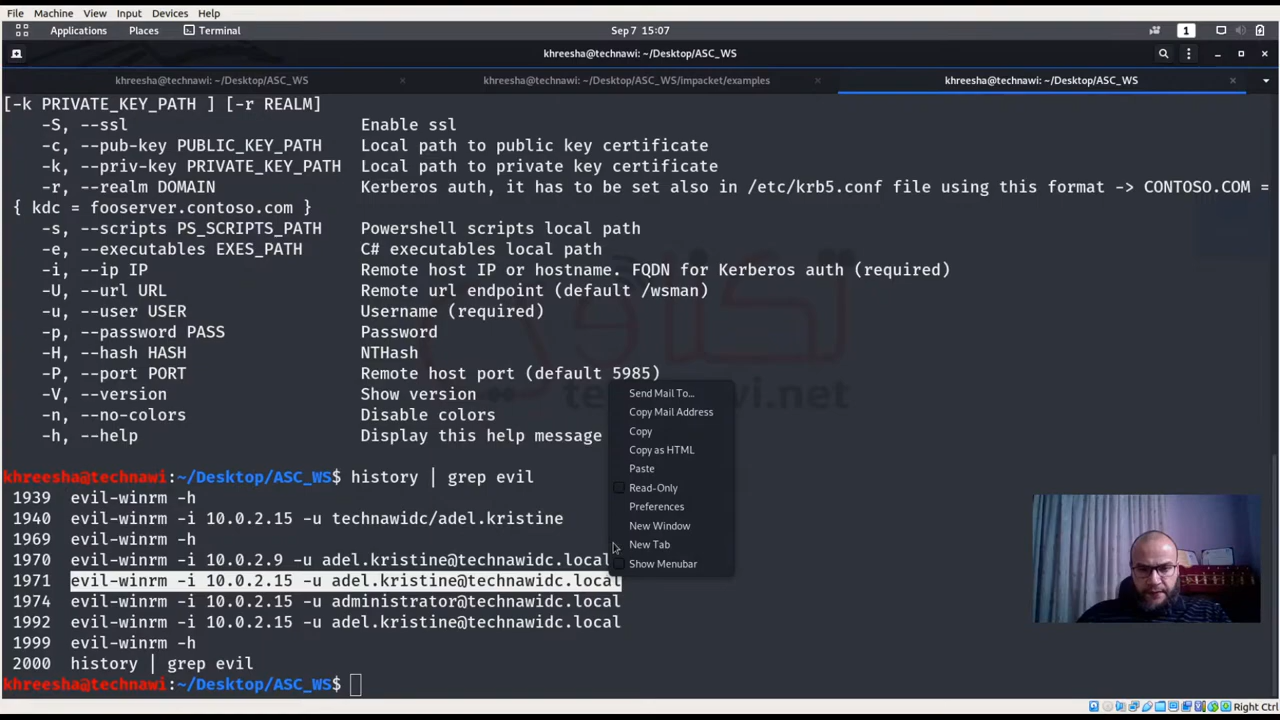 File Machine View Input Devices Help
Applications Places Terminal Sep 7 15:07 1
khreesha@technawi: ~/Desktop/ASC_WS
khreesha@technawi: ~/Desktop/ASC_WS khreesha@technawi: ~/Desktop/ASC_WS/impacket/examples khreesha@technawi: ~/Desktop/ASC_WS
[-k PRIVATE_KEY_PATH ] [-r REALM]
-S, --ssl Enable ssl
-c, --pub-key PUBLIC_KEY_PATH Local path to public key certificate
-k, --priv-key PRIVATE_KEY_PATH Local path to private key certificate
-r, --realm DOMAIN Kerberos auth, it has to be set also in /etc/krb5.conf file using this format -> CONTOSO.COM =
{ kdc = fooserver.contoso.com }
-s, --scripts PS_SCRIPTS_PATH Powershell scripts local path
-e, --executables EXES_PATH C# executables local path
-i, --ip IP Remote host IP or hostname. FQDN for Kerberos auth (required)
-U, --url URL Remote url endpoint (default /wsman)
-u, --user USER Username (required)
-p, --password PASS Password
-H, --hash HASH NTHash
-P, --port PORT Remote host port (default 5985)
-V, --version Show version
-n, --no-colors Disable colors
-h, --help Display this help message
Send Mail To...
Copy Mail Address
Copy
Copy as HTML
Paste
Read-Only
Preferences
New Window
New Tab
Show Menubar
khreesha@technawi:~/Desktop/ASC_WS$ history | grep evil
1939 evil-winrm -h
1940 evil-winrm -i 10.0.2.15 -u technawidc/adel.kristine
1969 evil-winrm -h
1970 evil-winrm -i 10.0.2.9 -u adel.kristine@technawidc.local
1971 evil-winrm -i 10.0.2.15 -u adel.kristine@technawidc.local
1974 evil-winrm -i 10.0.2.15 -u administrator@technawidc.local
1992 evil-winrm -i 10.0.2.15 -u adel.kristine@technawidc.local
1999 evil-winrm -h
2000 history | grep evil
khreesha@technawi:~/Desktop/ASC_WS$
Right Ctrl